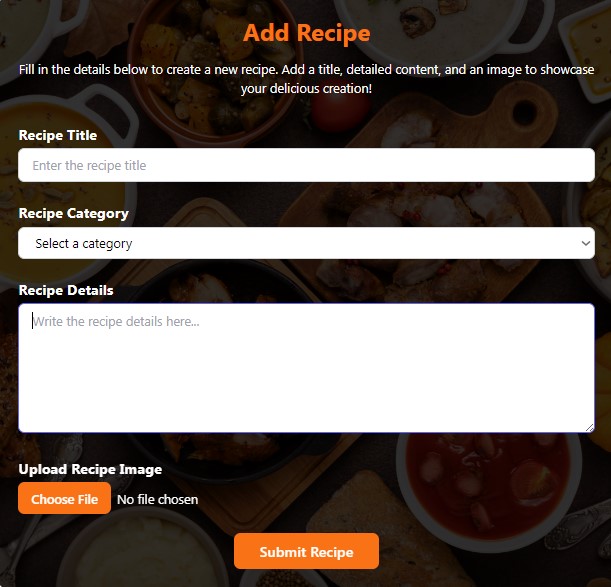 Add Recipe
Fill in the details below to create a new recipe. Add a title, detailed content, and an image to showcase
your delicious creation!
Recipe Title
Enter the recipe title
Recipe Category
Select a category
Recipe Details
Write the recipe details here...
Upload Recipe Image
Choose File No file chosen
Submit Recipe